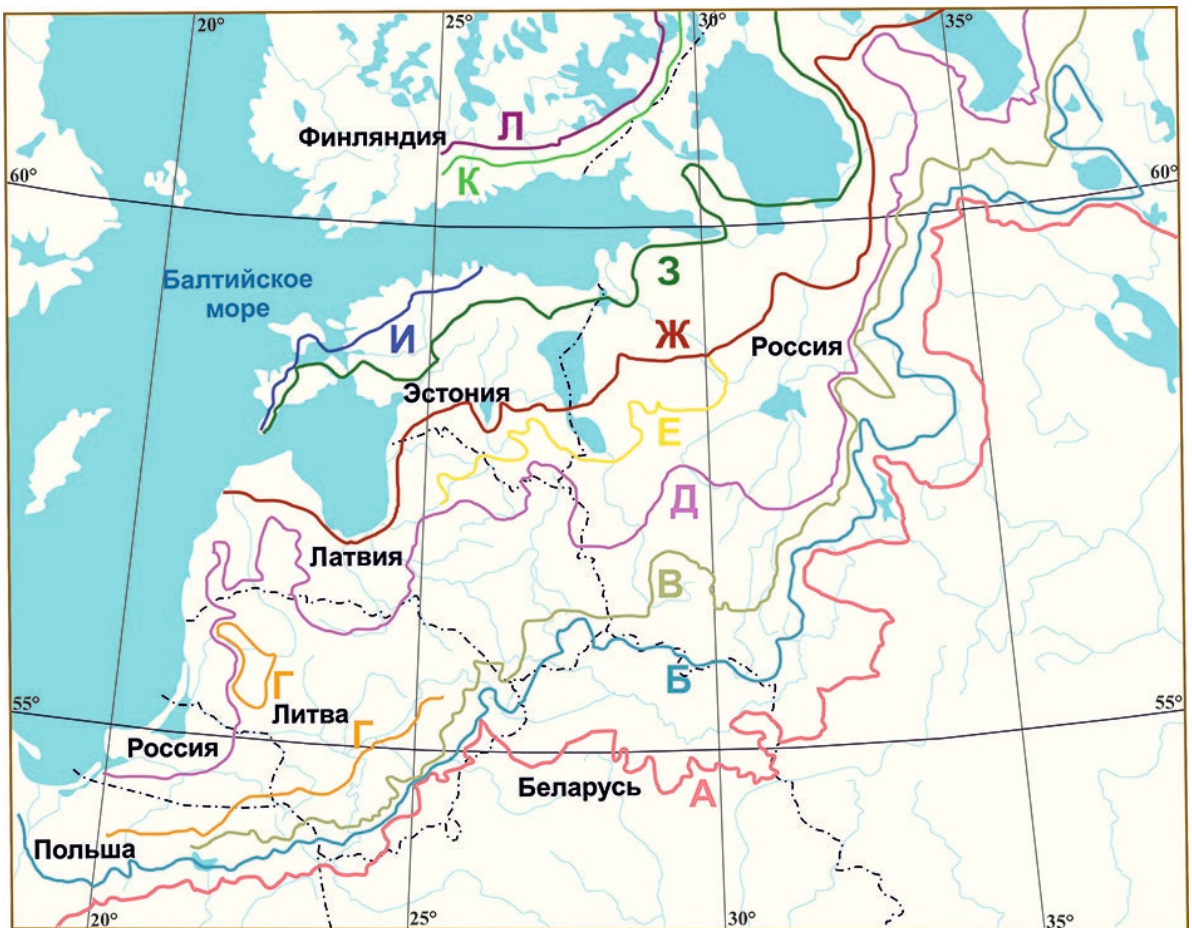 20°
25°
30°
35°
Финляндия
Л
К
60°
60°
Балтийское
море
З
И
Ж
Россия
Эстония
Е
Д
Латвия
В
Б
Г
Литва
55°
55°
Г
Россия
Беларусь
А
Польша
20°
25°
30°
35°